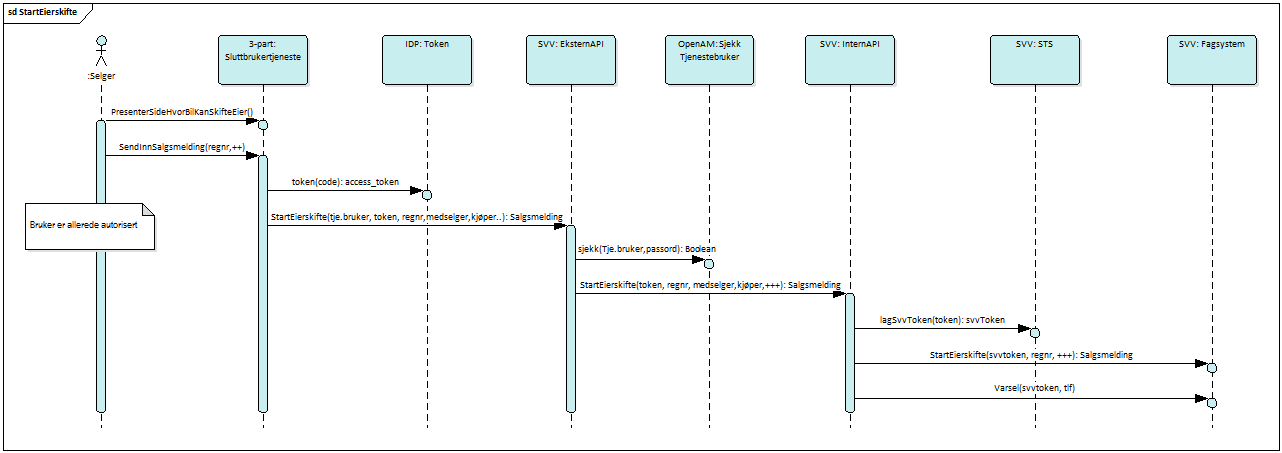 sd StartEierskifte
:Selger
3-part:
Sluttbrukertjeneste
IDP: Token
SVV: EksternAPI
OpenAM: Sjekk
Tjenestebruker
SVV: InternAPI
SVV: STS
SVV: Fagsystem
PresenterSideHvorBilKanSkifteEier()
SendInnSalgsmelding(regnr,++)
token(code): access_token
StartEierskifte(tje.bruker, token, regnr,medselger,kjøper..): Salgsmelding
Bruker er allerede autorisert
sjekk(Tje.bruker,passord): Boolean
StartEierskifte(token, regnr, medselger,kjøper,+++): Salgsmelding
lagSvvToken(token): svvToken
StartEierskifte(svvtoken, regnr, +++): Salgsmelding
Varsel(svvtoken, tlf)